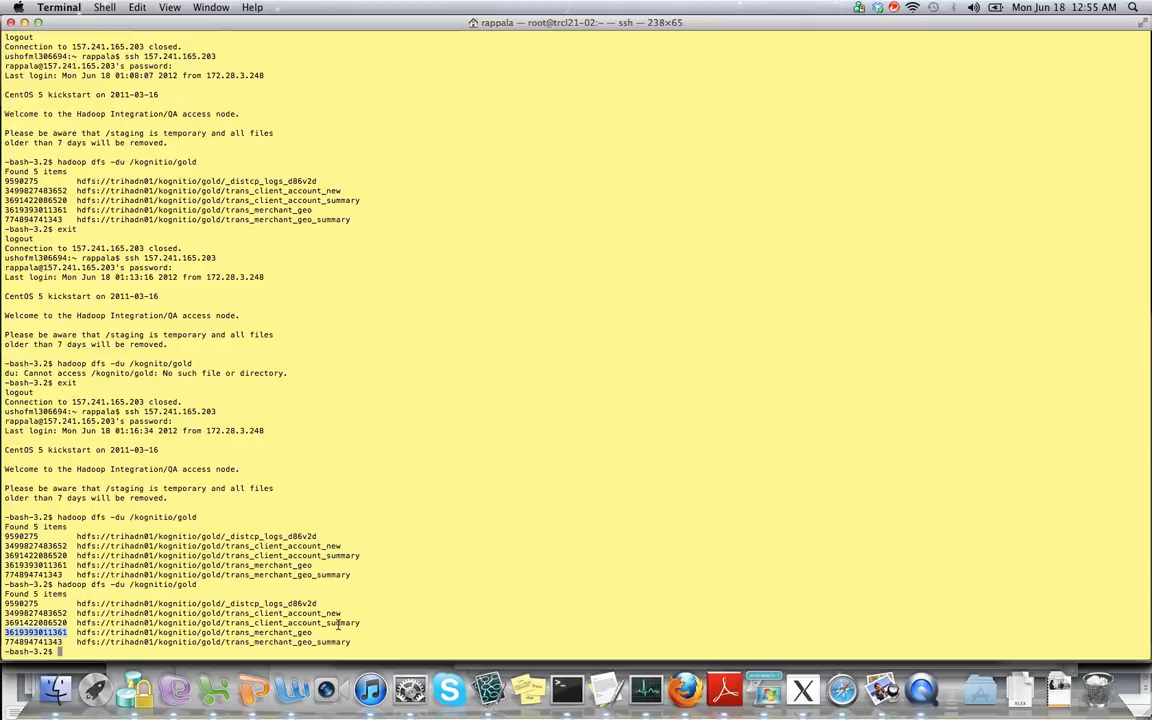 Terminal Shell Edit View Window Help Mon Jun 18 12:55 AM
rappala — root@trcl21-02:~ — ssh — 238×65
logout
Connection to 157.241.165.203 closed.
ushofml306694:~ rappala$ ssh 157.241.165.203
rappala@157.241.165.203's password:
Last login: Mon Jun 18 01:08:07 2012 from 172.28.3.248
CentOS 5 kickstart on 2011-03-16
Welcome to the Hadoop Integration/QA access node.
Please be aware that /staging is temporary and all files
older than 7 days will be removed.
-bash-3.2$ hadoop dfs -du /kognitio/gold
Found 5 items
9590275 hdfs://trihadn01/kognitio/gold/_distcp_logs_d86v2d
3499827483652 hdfs://trihadn01/kognitio/gold/trans_client_account_new
3691422086520 hdfs://trihadn01/kognitio/gold/trans_client_account_summary
3619393011361 hdfs://trihadn01/kognitio/gold/trans_merchant_geo
774894741343 hdfs://trihadn01/kognitio/gold/trans_merchant_geo_summary
-bash-3.2$ exit
logout
Connection to 157.241.165.203 closed.
ushofml306694:~ rappala$ ssh 157.241.165.203
rappala@157.241.165.203's password:
Last login: Mon Jun 18 01:13:16 2012 from 172.28.3.248
CentOS 5 kickstart on 2011-03-16
Welcome to the Hadoop Integration/QA access node.
Please be aware that /staging is temporary and all files
older than 7 days will be removed.
-bash-3.2$ hadoop dfs -du /kognito/gold
du: Cannot access /kognito/gold: No such file or directory.
-bash-3.2$ exit
logout
Connection to 157.241.165.203 closed.
ushofml306694:~ rappala$ ssh 157.241.165.203
rappala@157.241.165.203's password:
Last login: Mon Jun 18 01:16:34 2012 from 172.28.3.248
CentOS 5 kickstart on 2011-03-16
Welcome to the Hadoop Integration/QA access node.
Please be aware that /staging is temporary and all files
older than 7 days will be removed.
-bash-3.2$ hadoop dfs -du /kognitio/gold
Found 5 items
9590275 hdfs://trihadn01/kognitio/gold/_distcp_logs_d86v2d
3499827483652 hdfs://trihadn01/kognitio/gold/trans_client_account_new
3691422086520 hdfs://trihadn01/kognitio/gold/trans_client_account_summary
3619393011361 hdfs://trihadn01/kognitio/gold/trans_merchant_geo
774894741343 hdfs://trihadn01/kognitio/gold/trans_merchant_geo_summary
-bash-3.2$ hadoop dfs -du /kognitio/gold
Found 5 items
9590275 hdfs://trihadn01/kognitio/gold/_distcp_logs_d86v2d
3499827483652 hdfs://trihadn01/kognitio/gold/trans_client_account_new
3691422086520 hdfs://trihadn01/kognitio/gold/trans_client_account_summary
3619393011361 hdfs://trihadn01/kognitio/gold/trans_merchant_geo
774894741343 hdfs://trihadn01/kognitio/gold/trans_merchant_geo_summary
-bash-3.2$